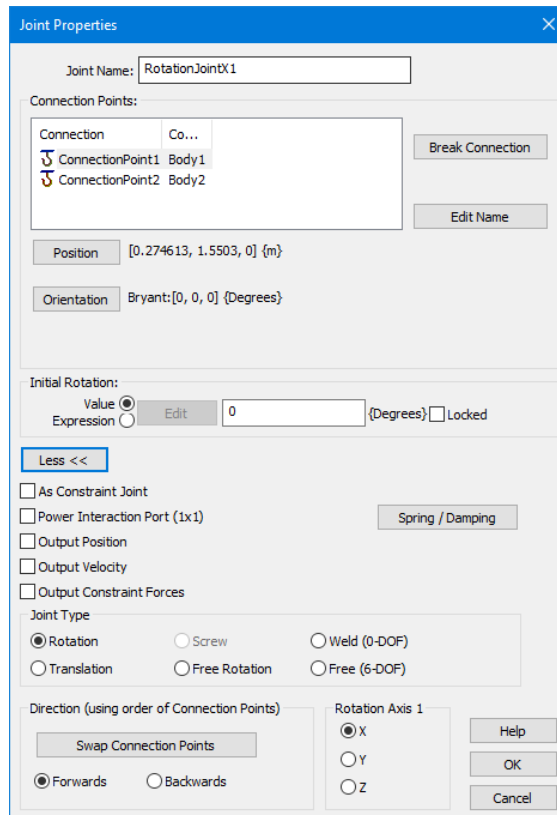 Joint Properties
Joint Name: RotationJointX1
Connection Points:
Connection Co...
ConnectionPoint1 Body1
ConnectionPoint2 Body2
Break Connection
Edit Name
Position [0.274613, 1.5503, 0] {m}
Orientation Bryant:[0, 0, 0] {Degrees}
Initial Rotation:
Value
Expression
Edit 0 {Degrees} Locked
Less <<
As Constraint Joint
Power Interaction Port (1x1)
Spring / Damping
Output Position
Output Velocity
Output Constraint Forces
Joint Type
Rotation Screw Weld (0-DOF)
Translation Free Rotation Free (6-DOF)
Direction (using order of Connection Points)
Swap Connection Points
Forwards Backwards
Rotation Axis 1
X
Y
Z
Help
OK
Cancel